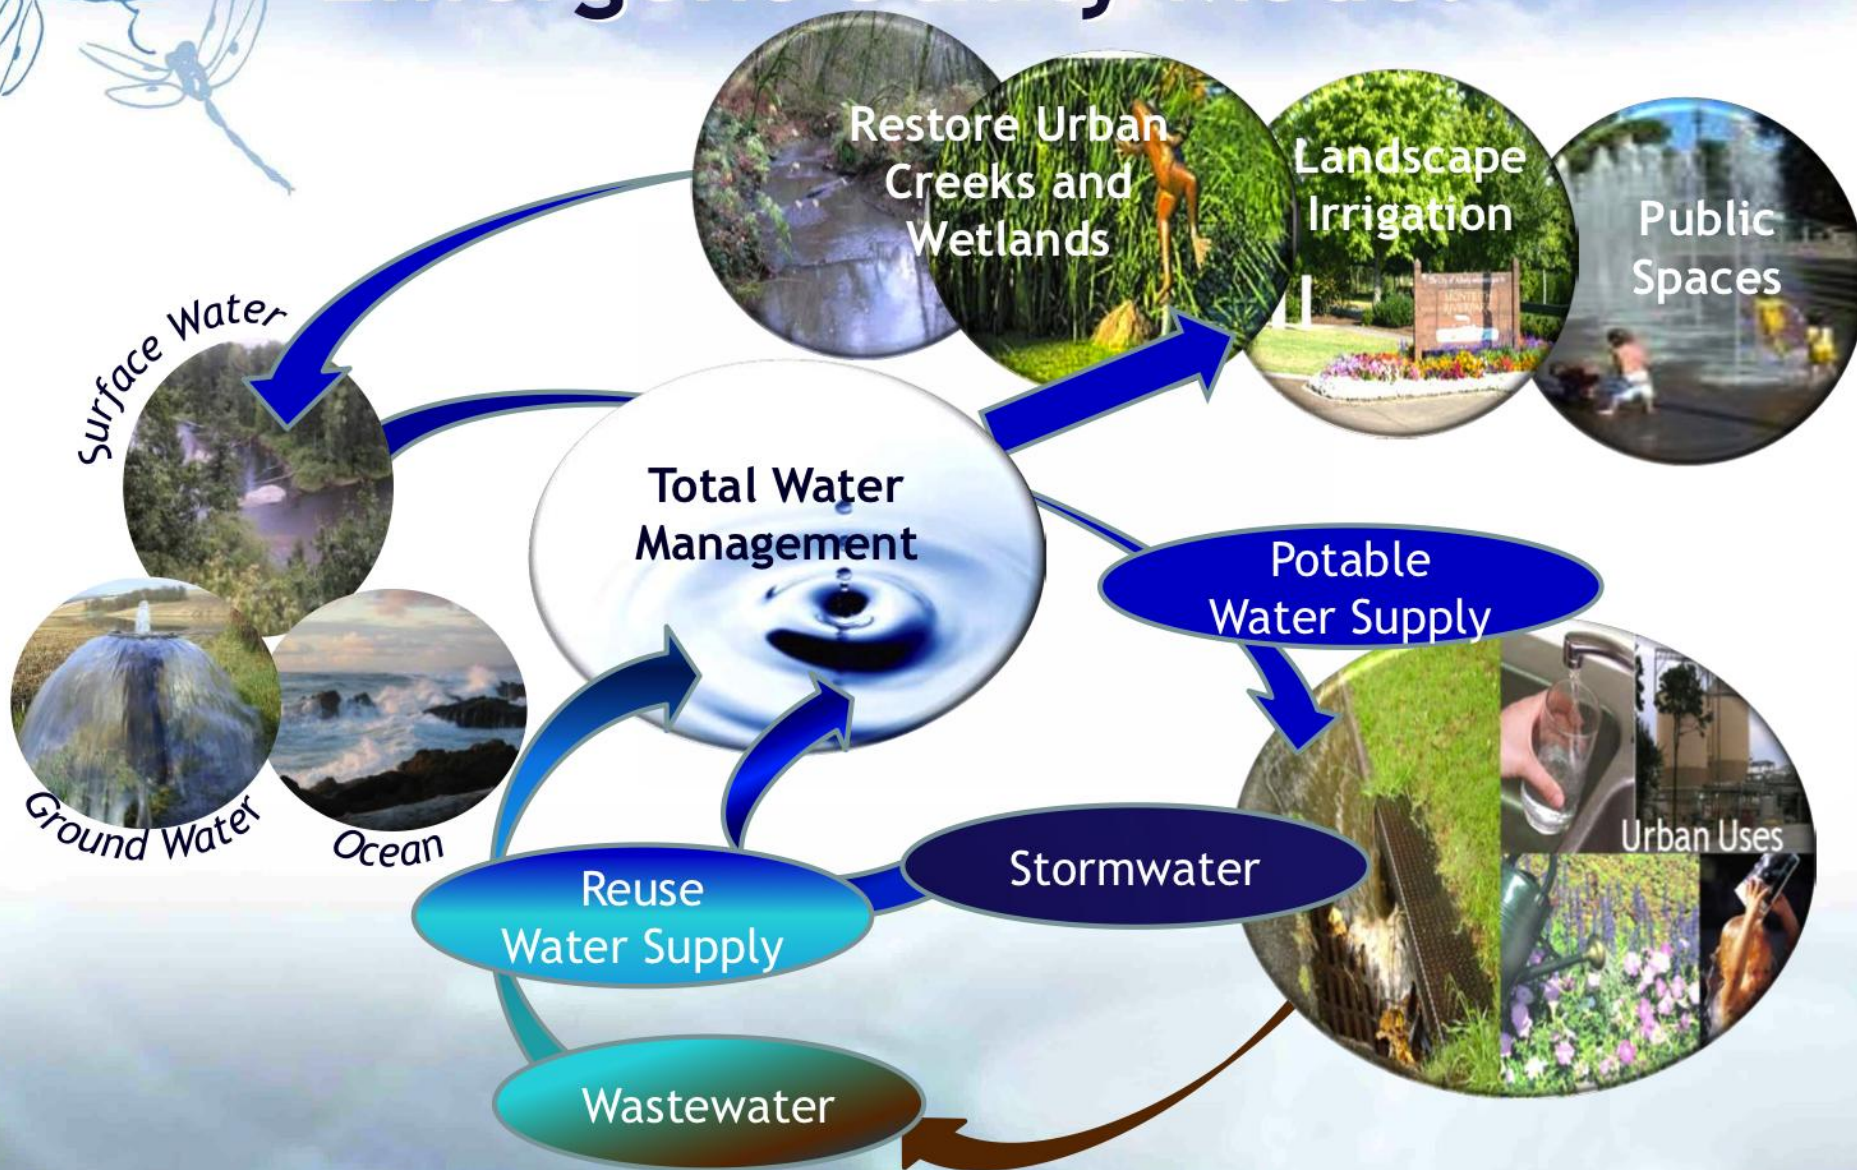 Restore Urban
Creeks and
Wetlands
Landscape
Irrigation
Public
Spaces
Surface Water
Total Water
Management
Potable
Water Supply
Ground Water
Ocean
Urban Uses
Stormwater
Reuse
Water Supply
Wastewater